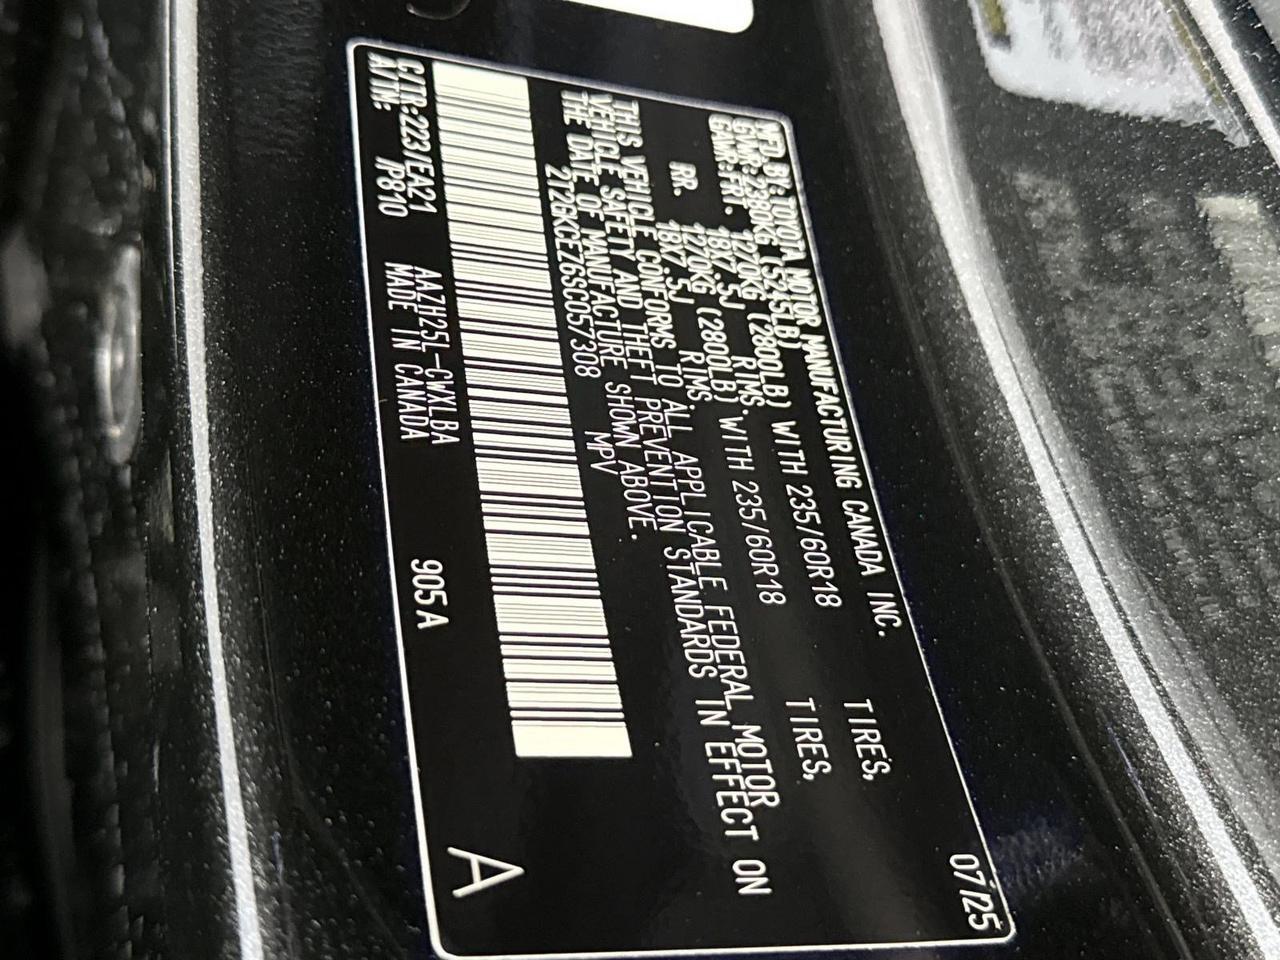 MFD.BY:TOYOTA MOTOR MANUFACTURING CANADA INC. 07/25
GVWR:2380KG (5245LB)
GAWR:FRT. 1270KG (2800LB) WITH 235/60R18 TIRES,
18X7.5J RIMS.
RR. 1270KG (2800LB) WITH 235/60R18 TIRES,
18X7.5J RIMS.
THIS VEHICLE CONFORMS TO ALL APPLICABLE FEDERAL MOTOR
VEHICLE SAFETY AND THEFT PREVENTION STANDARDS IN EFFECT ON
THE DATE OF MANUFACTURE SHOWN ABOVE.
2T2GKCEZ6SC057308 MPV
C/TR:223/EA21 AAZH25L-CWXLBA 905A A
A/TM: /P810 MADE IN CANADA